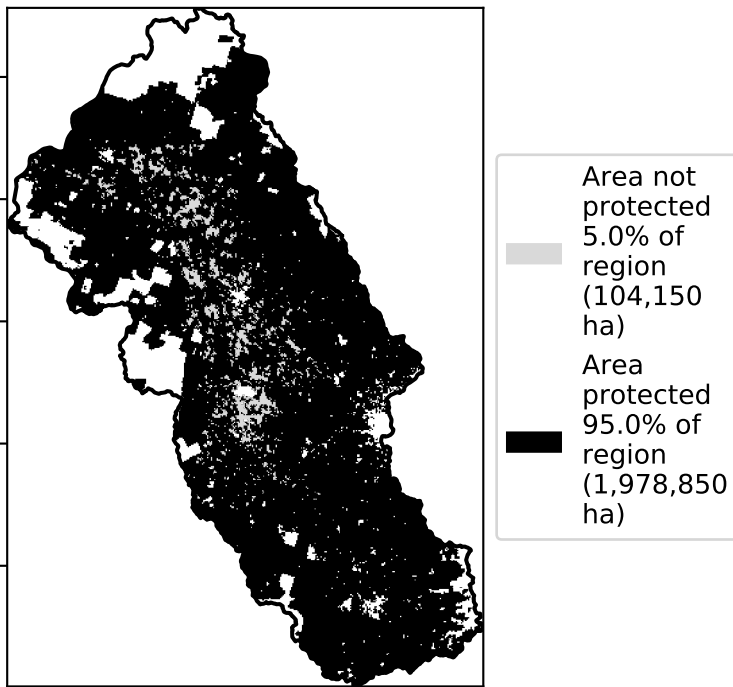 Area not
protected
5.0% of
region
(104,150
ha)
Area
protected
95.0% of
region
(1,978,850
ha)